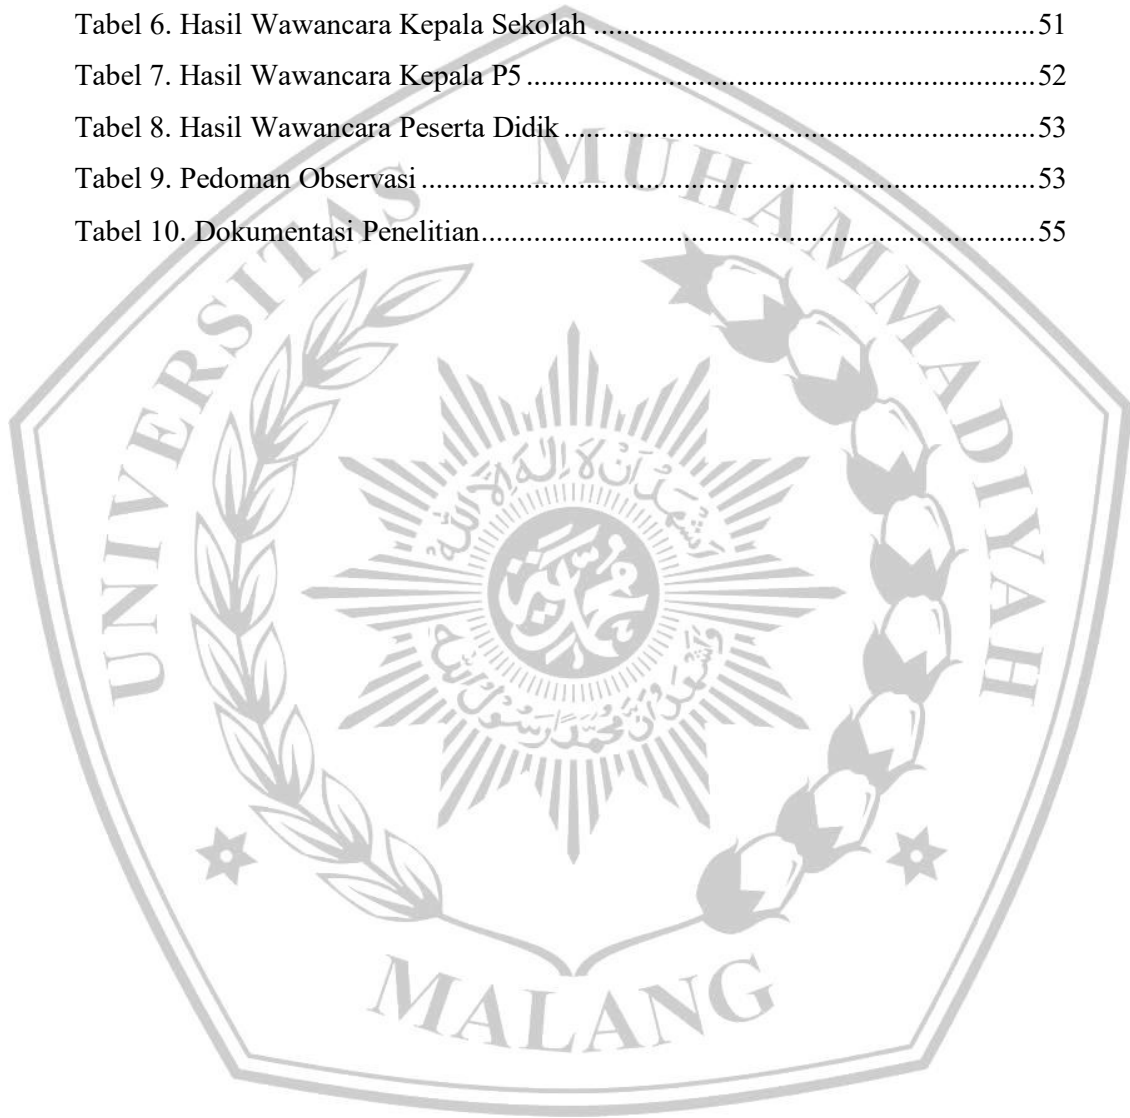 Tabel 6. Hasil Wawancara Kepala Sekolah ............................................................ 51
Tabel 7. Hasil Wawancara Kepala P5 ..................................................................... 52
Tabel 8. Hasil Wawancara Peserta Didik ................................................................ 53
Tabel 9. Pedoman Observasi .................................................................................... 53
Tabel 10. Dokumentasi Penelitian ............................................................................ 55
UNIVERSITAS MUHAMMADIYAH
MALANG